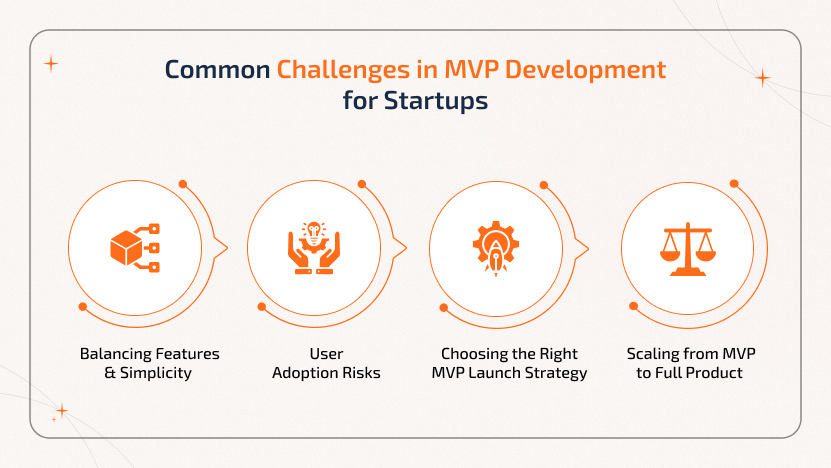 Common Challenges in MVP Development
for Startups
Balancing Features
& Simplicity
User
Adoption Risks
Choosing the Right
MVP Launch Strategy
Scaling from MVP
to Full Product